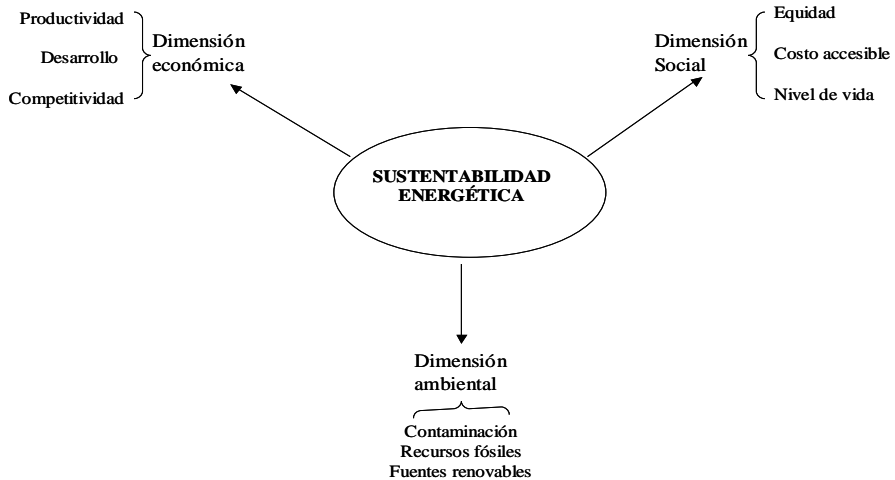 Productividad
Desarrollo
Competitividad
Dimensión
económica
Dimensión
Social
Equidad
Costo accesible
Nivel de vida
SUSTENTABILIDAD
ENERGÉTICA
Dimensión
ambiental
Contaminación
Recursos fósiles
Fuentes renovables